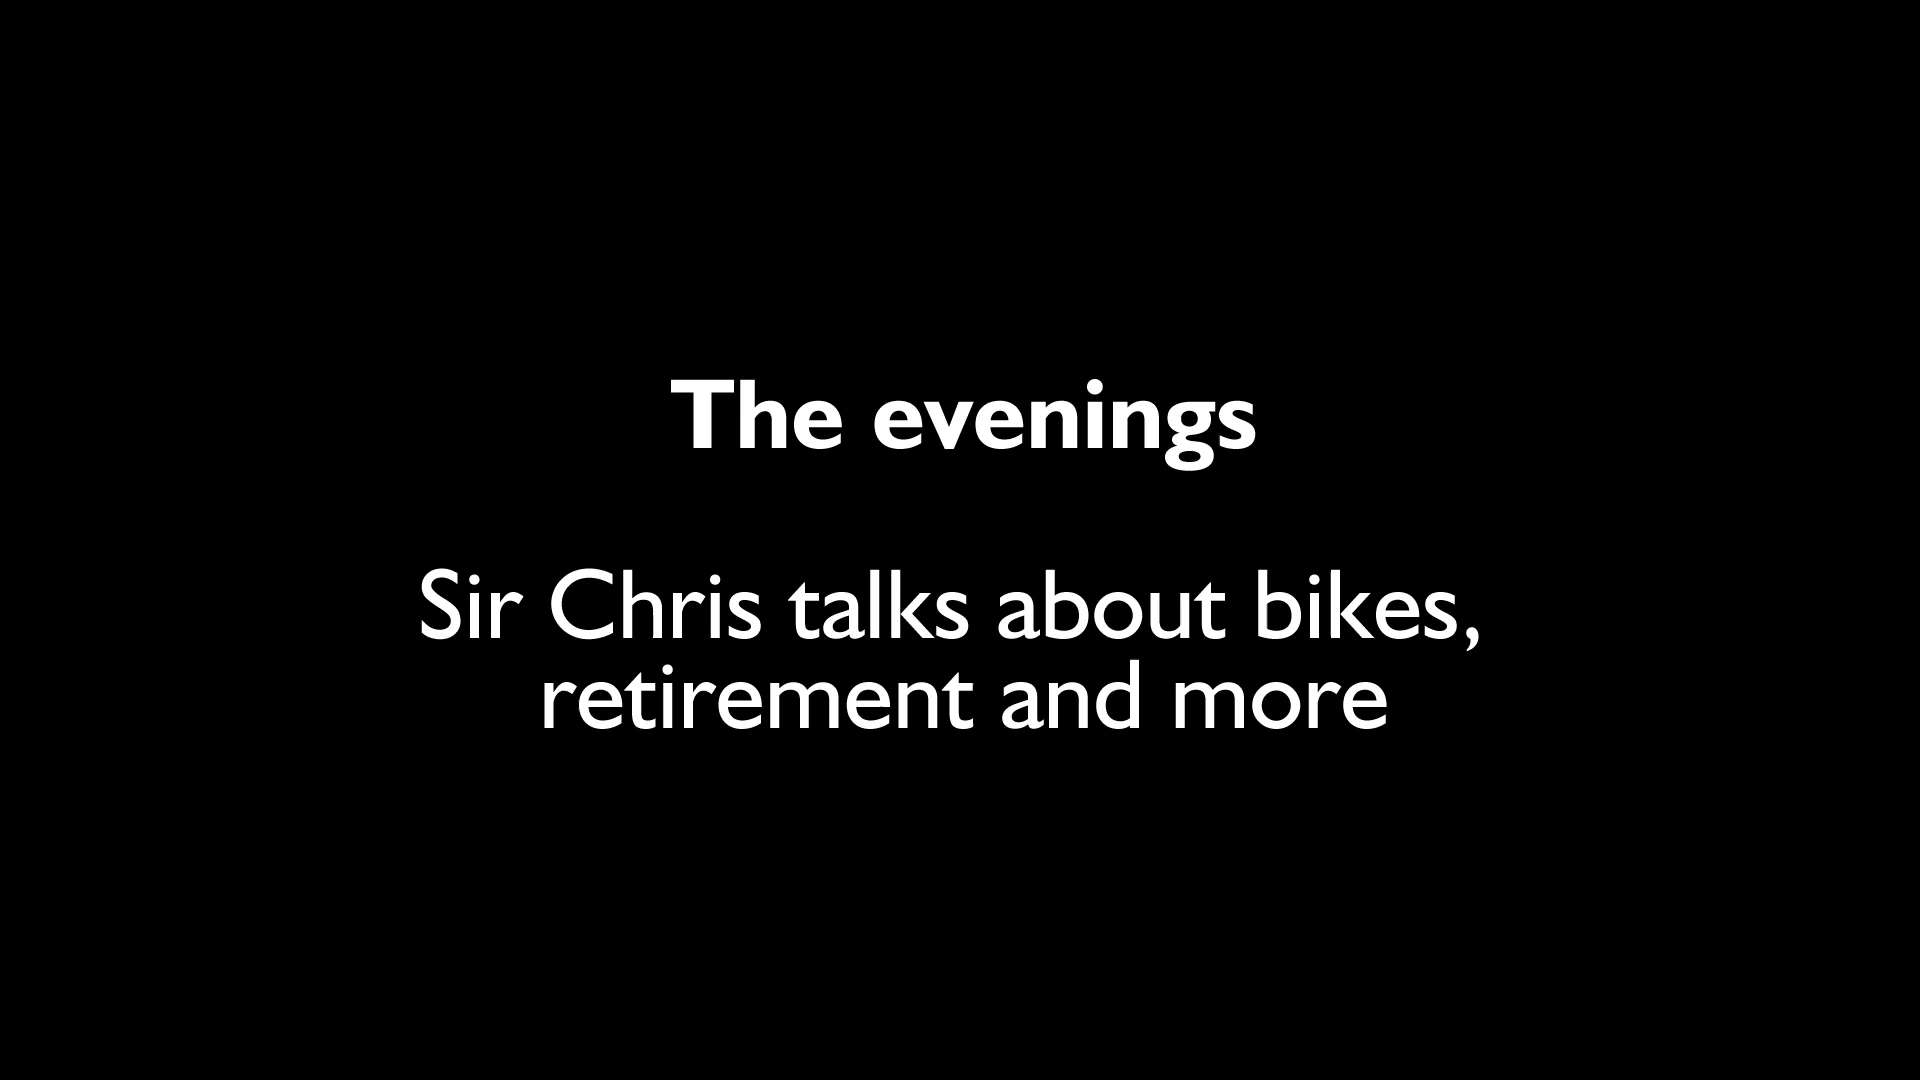 The evenings
Sir Chris talks about bikes,
retirement and more